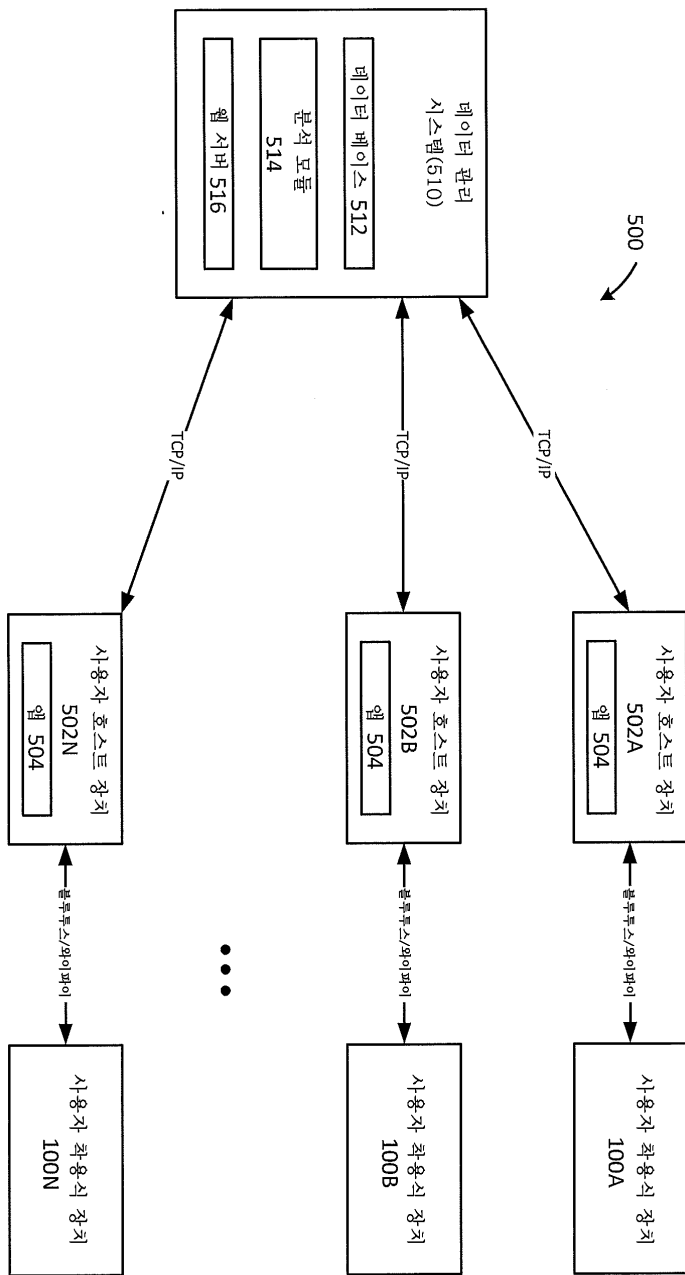 500
데이터 관리
시스템(510)
데이터 베이스 512
분석 모듈
514
웹 서버 516
TCP/IP
TCP/IP
TCP/IP
사용자 호스트 장치
502A
앱 504
사용자 호스트 장치
502B
앱 504
사용자 호스트 장치
502N
앱 504
블루투스/와이파이
블루투스/와이파이
블루투스/와이파이
사용자 착용식 장치
100A
사용자 착용식 장치
100B
사용자 착용식 장치
100N